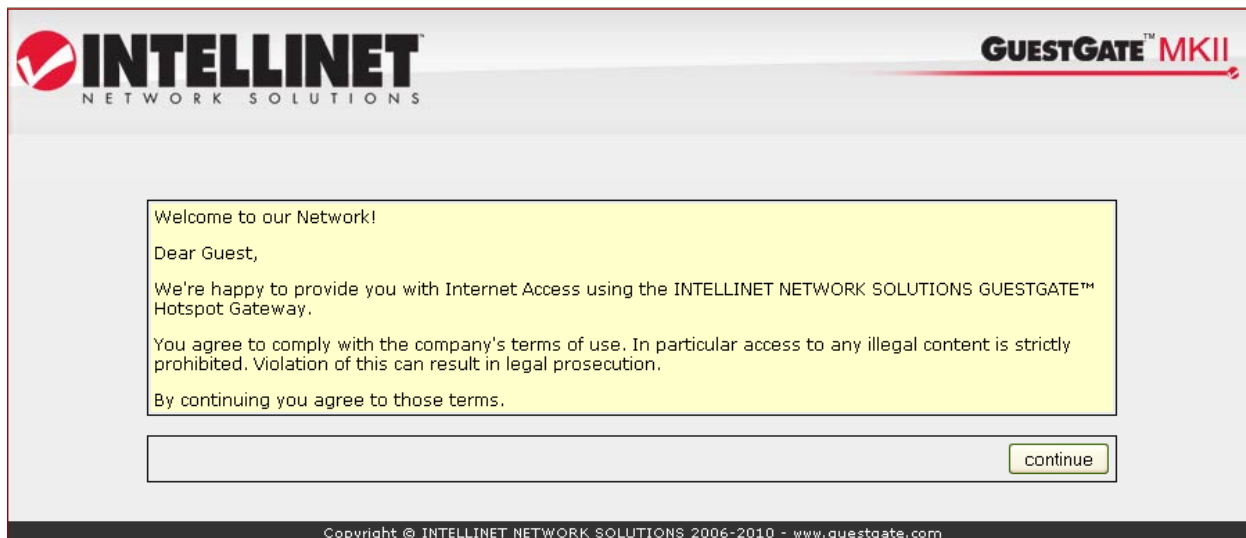 INTELLINET™
NETWORK SOLUTIONS
GUESTGATE™ MKII
Welcome to our Network!
Dear Guest,
We're happy to provide you with Internet Access using the INTELLINET NETWORK SOLUTIONS GUESTGATE™
Hotspot Gateway.
You agree to comply with the company's terms of use. In particular access to any illegal content is strictly
prohibited. Violation of this can result in legal prosecution.
By continuing you agree to those terms.
continue
Copyright © INTELLINET NETWORK SOLUTIONS 2006-2010 - www.guestgate.com